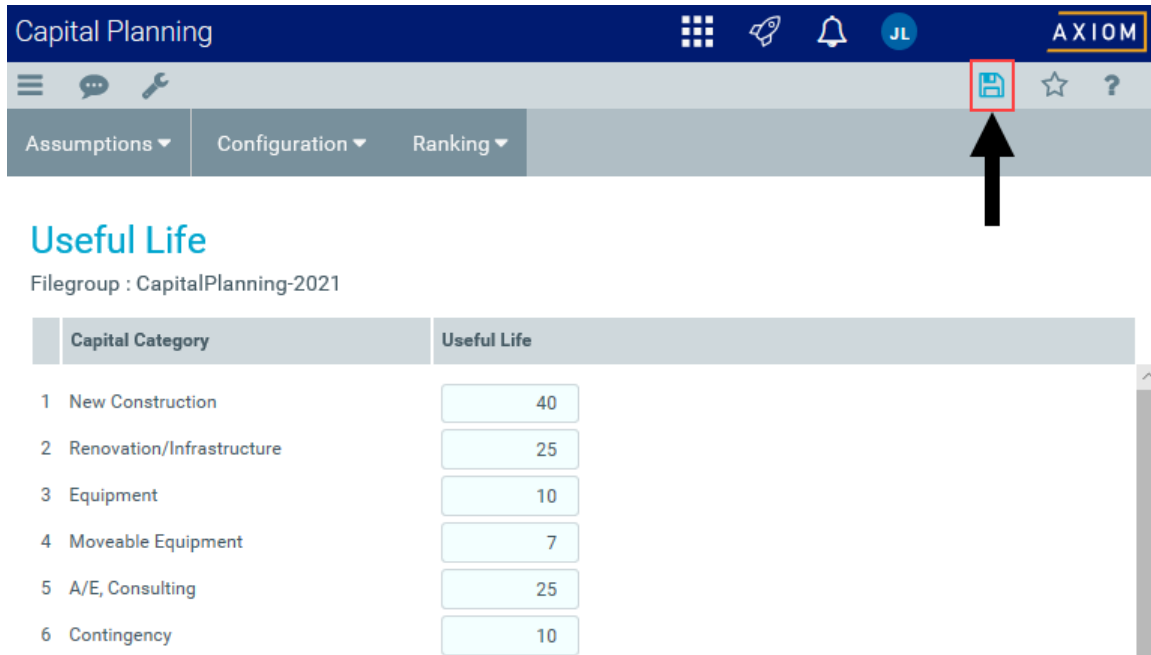 Capital Planning JL AXIOM
?
Assumptions Configuration Ranking
Useful Life
Filegroup : CapitalPlanning-2021
Capital Category Useful Life
1 New Construction 40
2 Renovation/Infrastructure 25
3 Equipment 10
4 Moveable Equipment 7
5 A/E, Consulting 25
6 Contingency 10